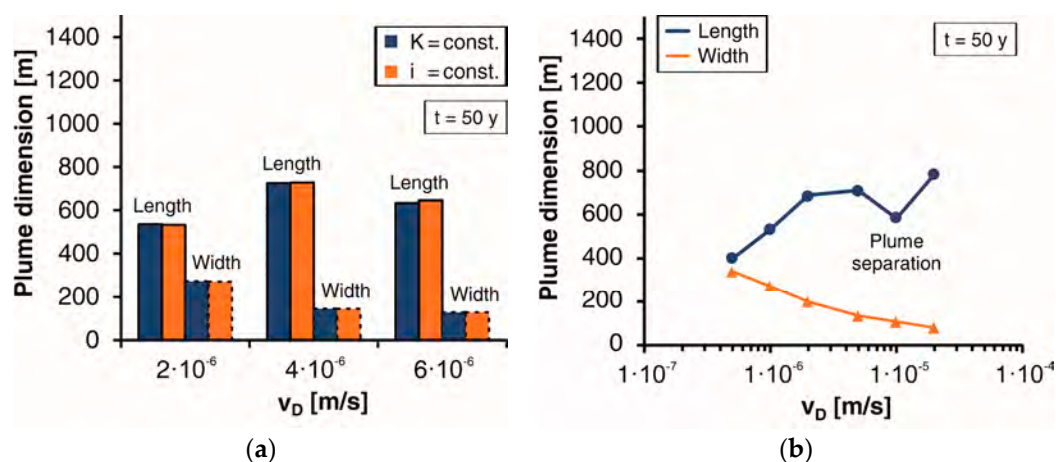 Plume dimension [m]
1400
1200
1000
800
600
400
200
0
K = const.
i = const.
t = 50 y
Length
Width
Length
Width
Length
Width
2·10⁻⁶
4·10⁻⁶
6·10⁻⁶
v_D [m/s]
(a)
Plume dimension [m]
1400
1200
1000
800
600
400
200
0
Length
Width
t = 50 y
Plume
separation
1·10⁻⁷
1·10⁻⁶
1·10⁻⁵
1·10⁻⁴
v_D [m/s]
(b)